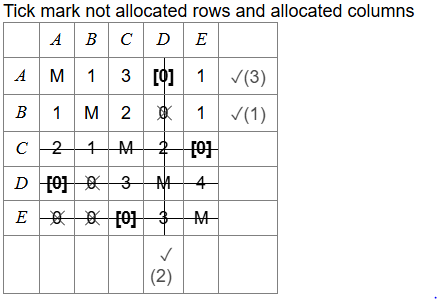 Tick mark not allocated rows and allocated columns
A B C D E
A M 1 3 [0] 1 ✓(3)
B 1 M 2 0 1 ✓(1)
C 2 1 M 2 [0]
D [0] 0 3 M 4
E 0 0 [0] 3 M
✓
(2)
.